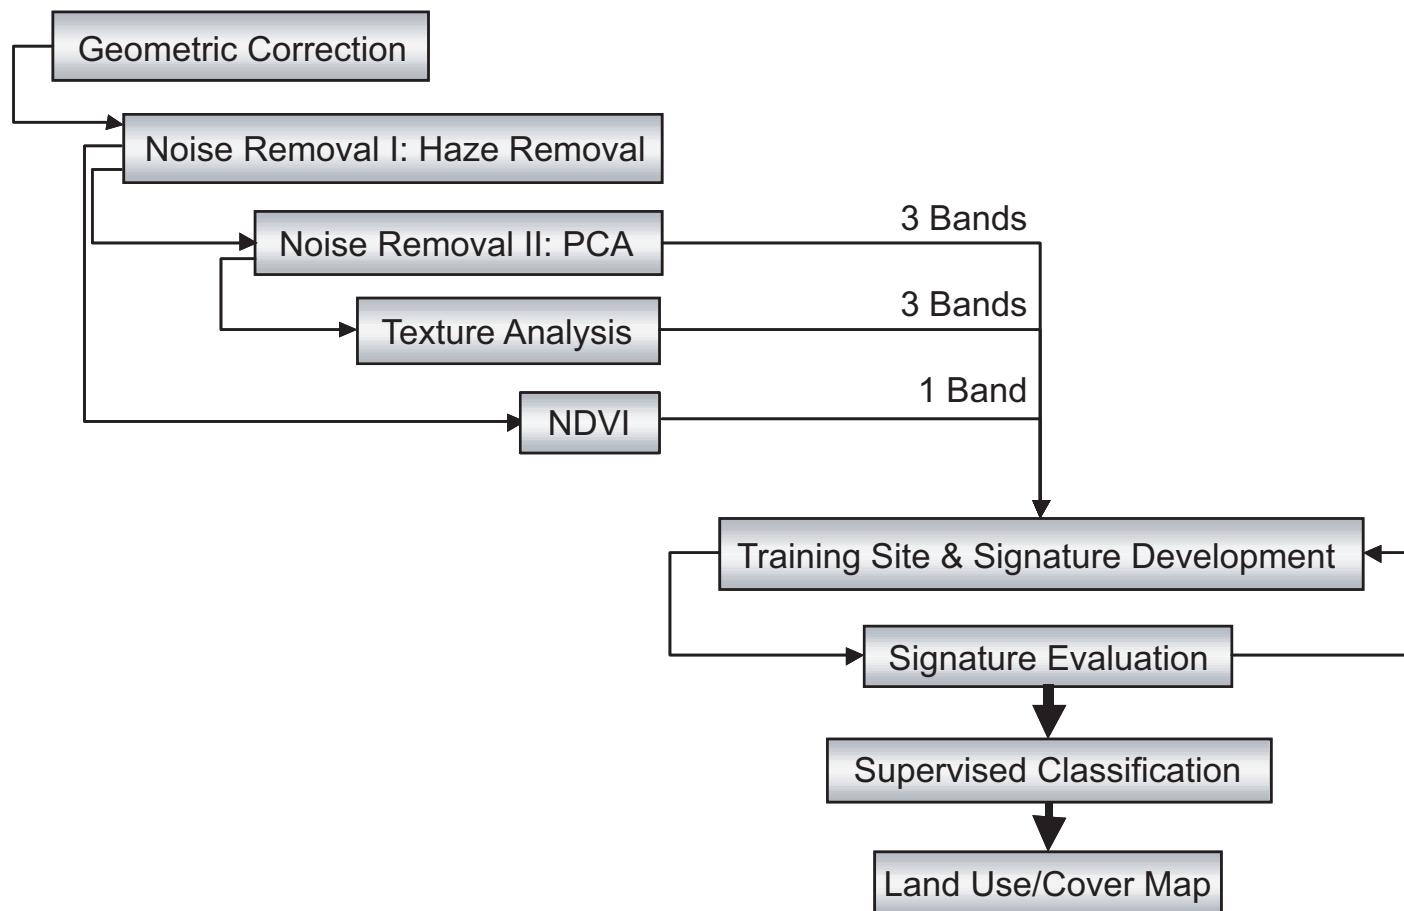 Geometric Correction
Noise Removal I: Haze Removal
3 Bands
Noise Removal II: PCA
3 Bands
Texture Analysis
1 Band
NDVI
Training Site & Signature Development
Signature Evaluation
Supervised Classification
Land Use/Cover Map